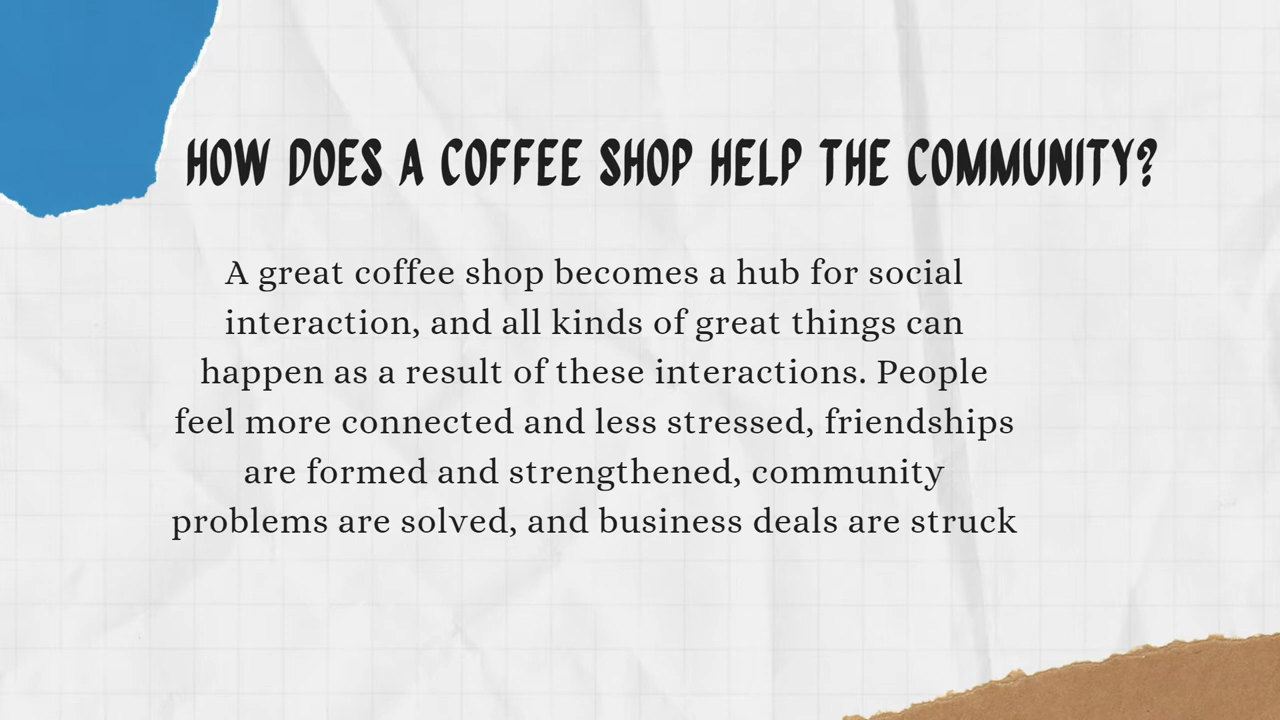 HOW DOES A COFFEE SHOP HELP THE COMMUNITY?
A great coffee shop becomes a hub for social
interaction, and all kinds of great things can
happen as a result of these interactions. People
feel more connected and less stressed, friendships
are formed and strengthened, community
problems are solved, and business deals are struck